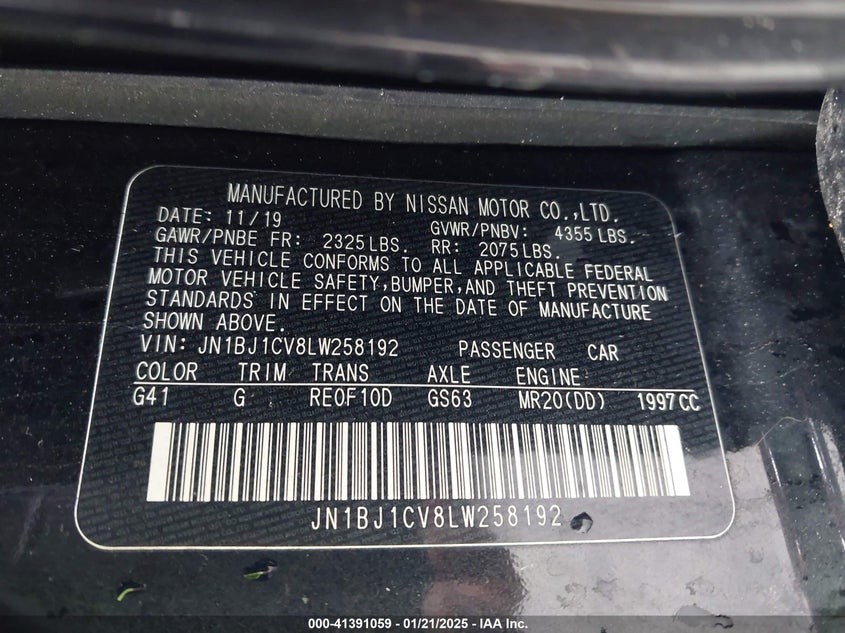 MANUFACTURED BY NISSAN MOTOR CO.,LTD.
DATE: 11/19 GVWR/PNBV: 4355 LBS.
GAWR/PNBE FR: 2325 LBS. RR: 2075 LBS.
THIS VEHICLE CONFORMS TO ALL APPLICABLE FEDERAL
MOTOR VEHICLE SAFETY, BUMPER, AND THEFT PREVENTION
STANDARDS IN EFFECT ON THE DATE OF MANUFACTURE
SHOWN ABOVE.
VIN: JN1BJ1CV8LW258192 PASSENGER CAR
COLOR TRIM TRANS AXLE ENGINE
G41 G RE0F10D GS63 MR20(DD) 1997CC
JN1BJ1CV8LW258192
000-41391059 - 01/21/2025 - IAA Inc.